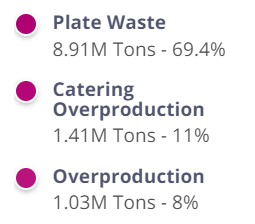 Plate Waste
8.91M Tons - 69.4%
Catering
Overproduction
1.41M Tons - 11%
Overproduction
1.03M Tons - 8%